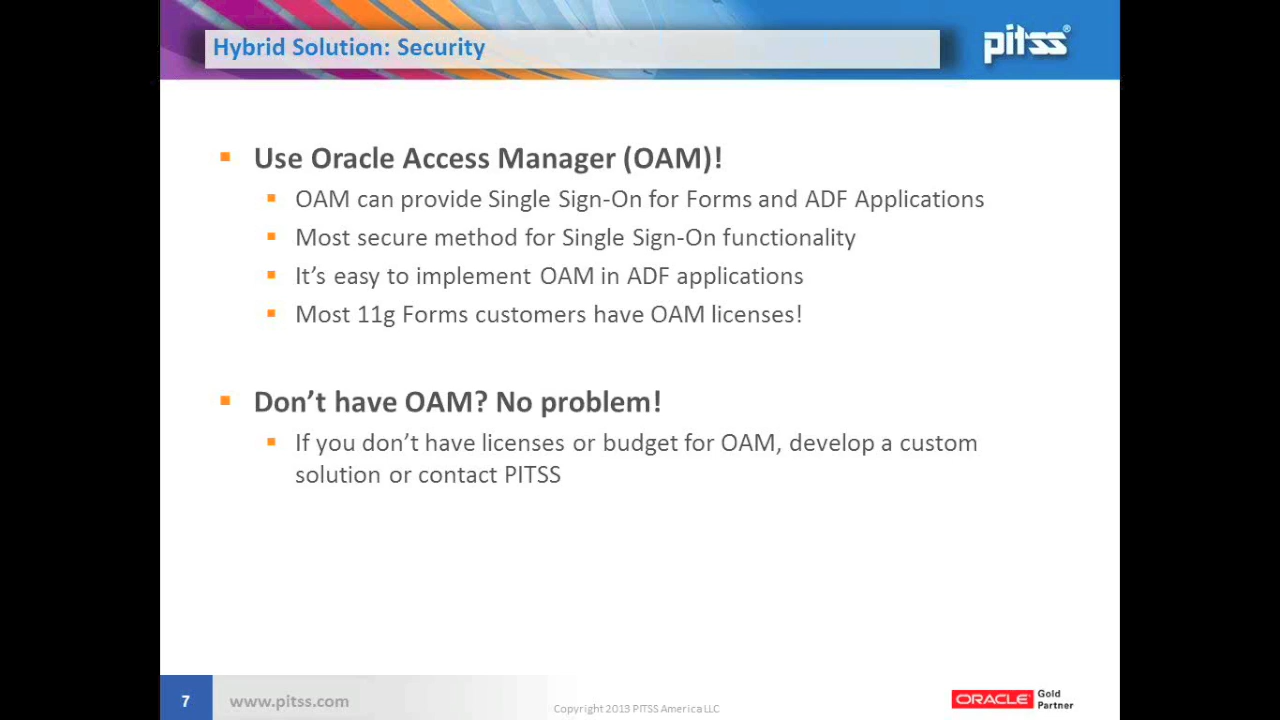 Hybrid Solution: Security
pitss®
Use Oracle Access Manager (OAM)!
OAM can provide Single Sign-On for Forms and ADF Applications
Most secure method for Single Sign-On functionality
It's easy to implement OAM in ADF applications
Most 11g Forms customers have OAM licenses!
Don't have OAM? No problem!
If you don't have licenses or budget for OAM, develop a custom
solution or contact PITSS
7
www.pitss.com
Copyright 2013 PITSS America LLC
ORACLE
Gold
Partner